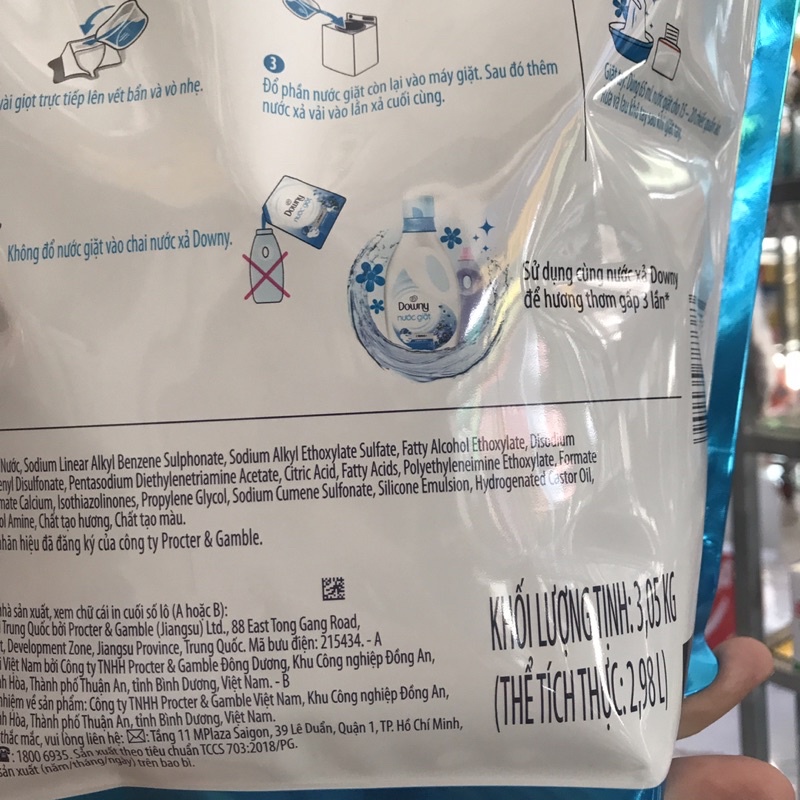 vài giọt trực tiếp lên vết bẩn và vò nhẹ.
3
Đổ phần nước giặt còn lại vào máy giặt. Sau đó thêm
nước xả vải vào lần xả cuối cùng.
Không đổ nước giặt vào chai nước xả Downy.
Downy
nước giặt
Downy
nước giặt
Sử dụng cùng nước xả Downy
để hương thơm gấp 3 lần*
Nước, Sodium Linear Alkyl Benzene Sulphonate, Sodium Alkyl Ethoxylate Sulfate, Fatty Alcohol Ethoxylate, Disodium
enyl Disulfonate, Pentasodium Diethylenetriamine Acetate, Citric Acid, Fatty Acids, Polyethyleneimine Ethoxylate, Formate
mate Calcium, Isothiazolinones, Propylene Glycol, Sodium Cumene Sulfonate, Silicone Emulsion, Hydrogenated Castor Oil,
ol Amine, Chất tạo hương, Chất tạo màu.
nhãn hiệu đã đăng ký của công ty Procter & Gamble.
nhà sản xuất, xem chữ cái in cuối số lô (A hoặc B):
Trung Quốc bởi Procter & Gamble (Jiangsu) Ltd., 88 East Tong Gang Road,
t, Development Zone, Jiangsu Province, Trung Quốc. Mã bưu điện: 215434. - A
i Việt Nam bởi Công ty TNHH Procter & Gamble Đông Dương, Khu Công nghiệp Đồng An,
h Hòa, Thành phố Thuận An, tỉnh Bình Dương, Việt Nam. - B
nhiệm về sản phẩm: Công ty TNHH Procter & Gamble Việt Nam, Khu Công nghiệp Đồng An,
h Hòa, Thành phố Thuận An, tỉnh Bình Dương, Việt Nam.
thắc mắc, vui lòng liên hệ: Tầng 11 MPlaza Saigon, 39 Lê Duẩn, Quận 1, TP. Hồ Chí Minh,
: 1800 6935. Sản xuất theo tiêu chuẩn TCCS 703:2018/PG.
sản xuất (năm/tháng/ngày) trên bao bì.
KHỐI LƯỢNG TỊNH: 3,05 KG
(THỂ TÍCH THỰC: 2,98 L)